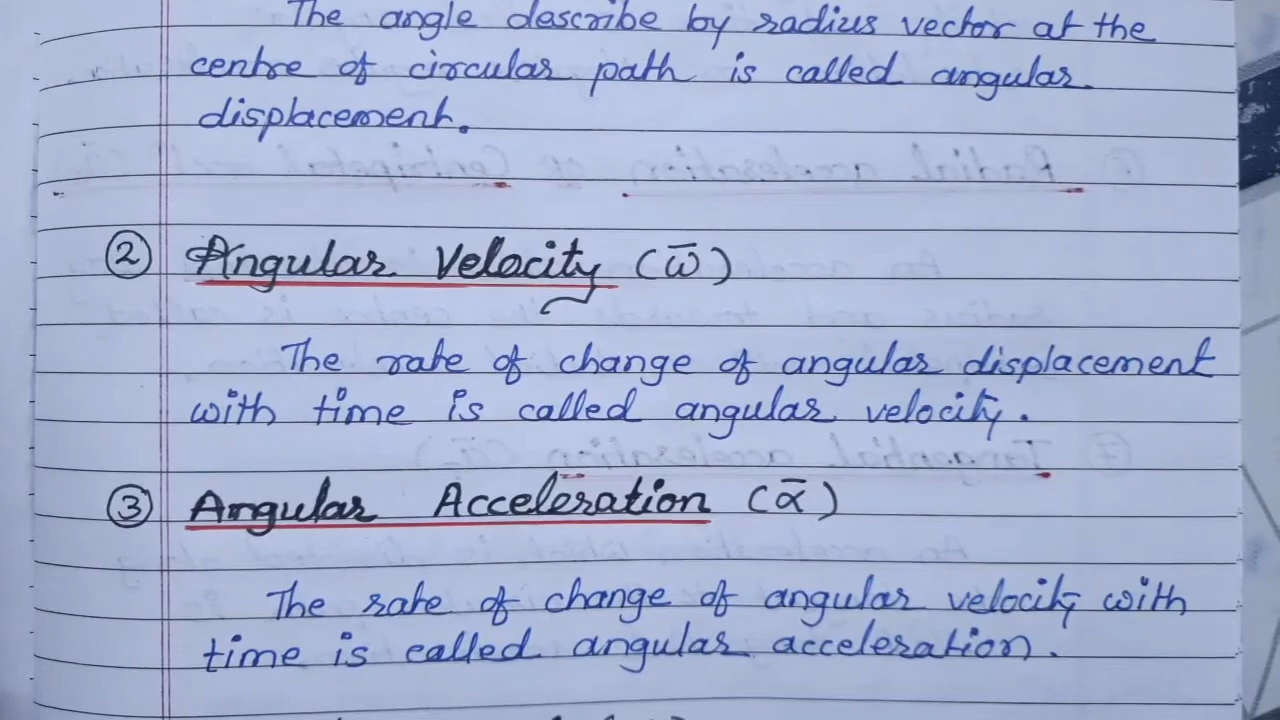 The angle describe by radius vector at the
centre of circular path is called angular
displacement.
② Angular Velocity (ω̄)
The rate of change of angular displacement
with time is called angular velocity.
③ Angular Acceleration (ᾱ)
The rate of change of angular velocity with
time is called angular acceleration.